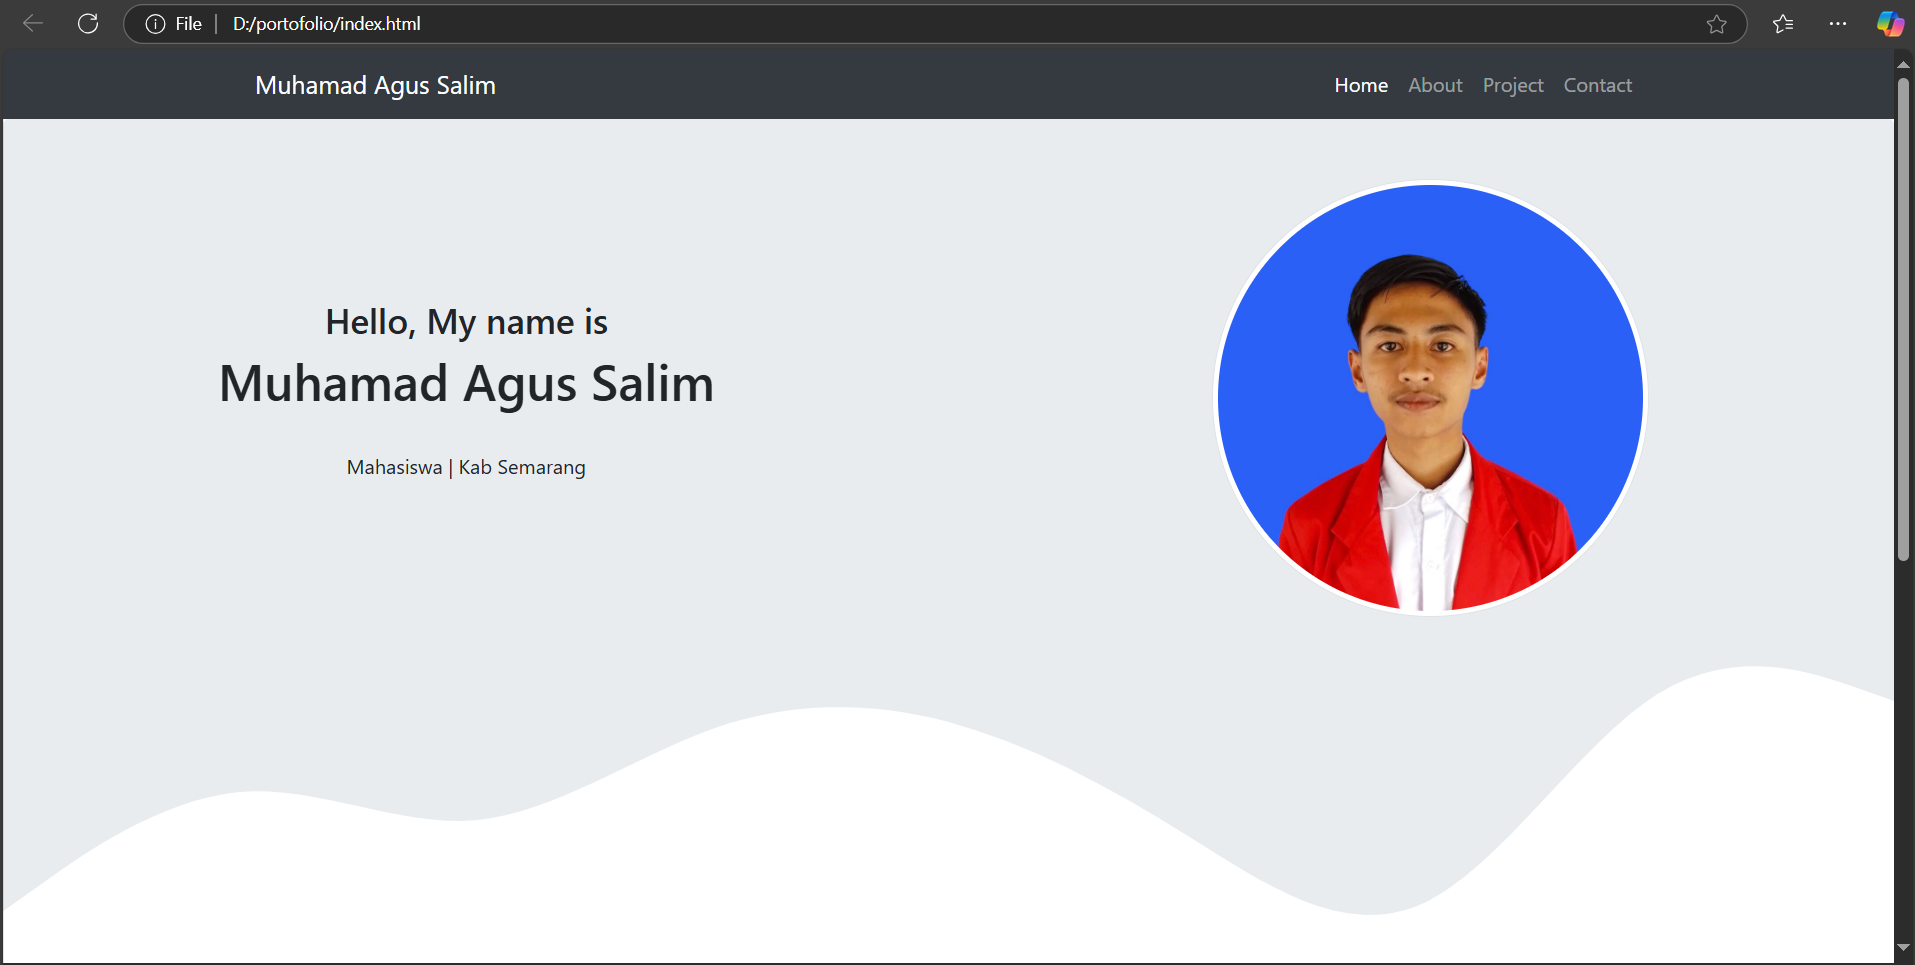 File | D:/portofolio/index.html
Muhamad Agus Salim
Home About Project Contact
Hello, My name is
Muhamad Agus Salim
Mahasiswa | Kab Semarang